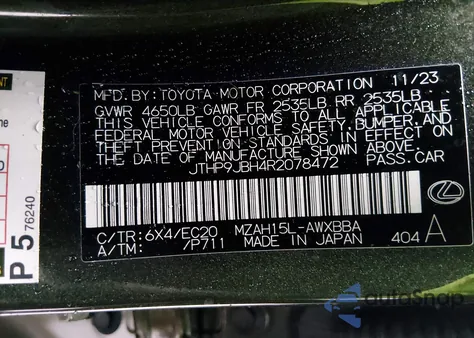 MFD. BY: TOYOTA MOTOR CORPORATION 11/23
GVWR 4650LB GAWR FR 2535LB RR 2535LB
THIS VEHICLE CONFORMS TO ALL APPLICABLE
FEDERAL MOTOR VEHICLE SAFETY, BUMPER, AND
THEFT PREVENTION STANDARDS IN EFFECT ON
THE DATE OF MANUFACTURE SHOWN ABOVE.
JTHP9JBH4R2078472 PASS. CAR
C/TR: 6X4/EC20 MZAH15L-AWXBBA
A/TM: /P711 MADE IN JAPAN 404 A
P 5 76240
autoShop